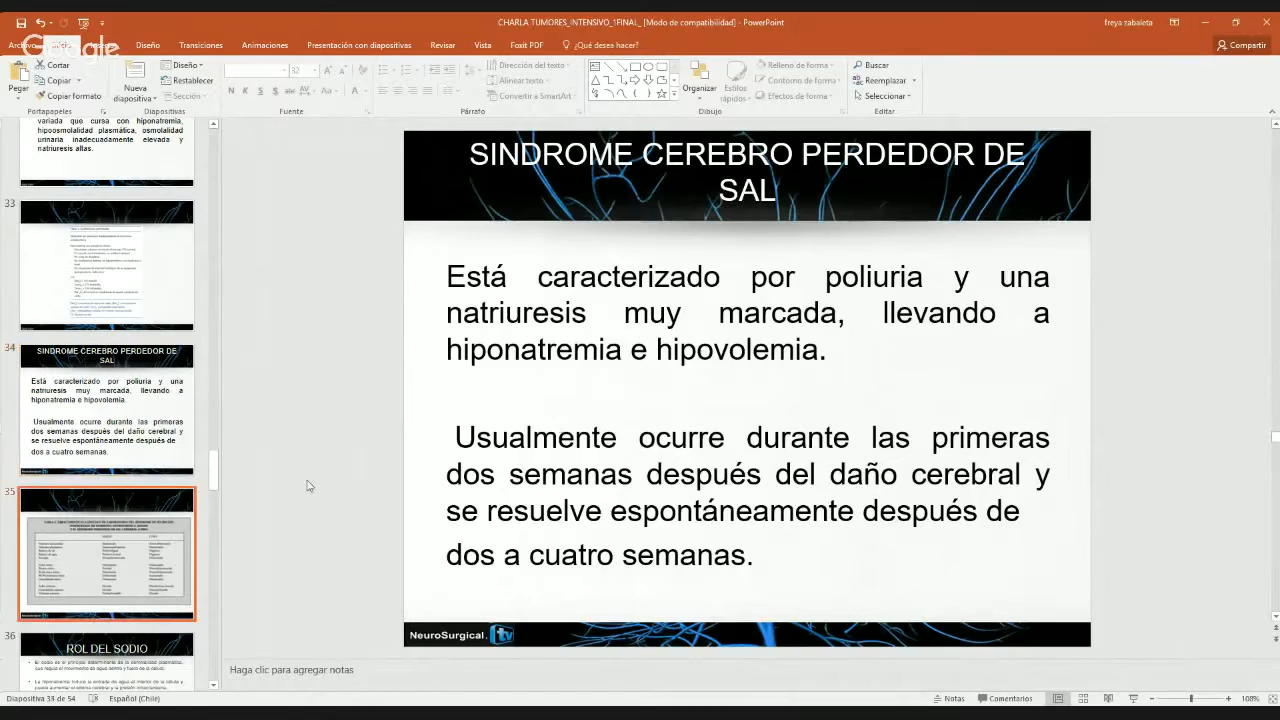 CHARLA TUMORES_INTENSIVO_1FINAL_ [Modo de compatibilidad] - PowerPoint
freya zabaleta
Google
Archivo Diseño Transiciones Animaciones Presentación con diapositivas Revisar Vista Foxit PDF ¿Qué desea hacer? Compartir
Pegar
Cortar
Copiar
Copiar formato
Portapapeles
Nueva diapositiva
Diseño
Restablecer
Sección
Diapositivas
32
N K S S abc AV Aa A
Fuente
Dirección del texto
Alinear texto
Convertir a SmartArt
Párrafo
Organizar
Estilos rápidos
Relleno de forma
Contorno de forma
Efectos de forma
Dibujo
Buscar
Reemplazar
Seleccionar
Editar
variada que cursa con hiponatremia,
hipoosmolalidad plasmática, osmolalidad
urinaria inadecuadamente elevada y
natriuresis altas.
33
34
SINDROME CEREBRO PERDEDOR DE
SAL
Está caracterizado por poliuria y una
natriuresis muy marcada, llevando a
hiponatremia e hipovolemia.
Usualmente ocurre durante las primeras
dos semanas después del daño cerebral y
se resuelve espontáneamente después de
dos a cuatro semanas.
35
36
ROL DEL SODIO
SINDROME CEREBRO PERDEDOR DE
SAL
Está caracterizado por poliuria y una
natriuresis muy marcada, llevando a
hiponatremia e hipovolemia.
Usualmente ocurre durante las primeras
dos semanas después del daño cerebral y
se resuelve espontáneamente después de
dos a cuatro semanas.
NeuroSurgical. tv
Haga clic para agregar notas
Diapositiva 33 de 54 Español (Chile) Notas Comentarios 108%